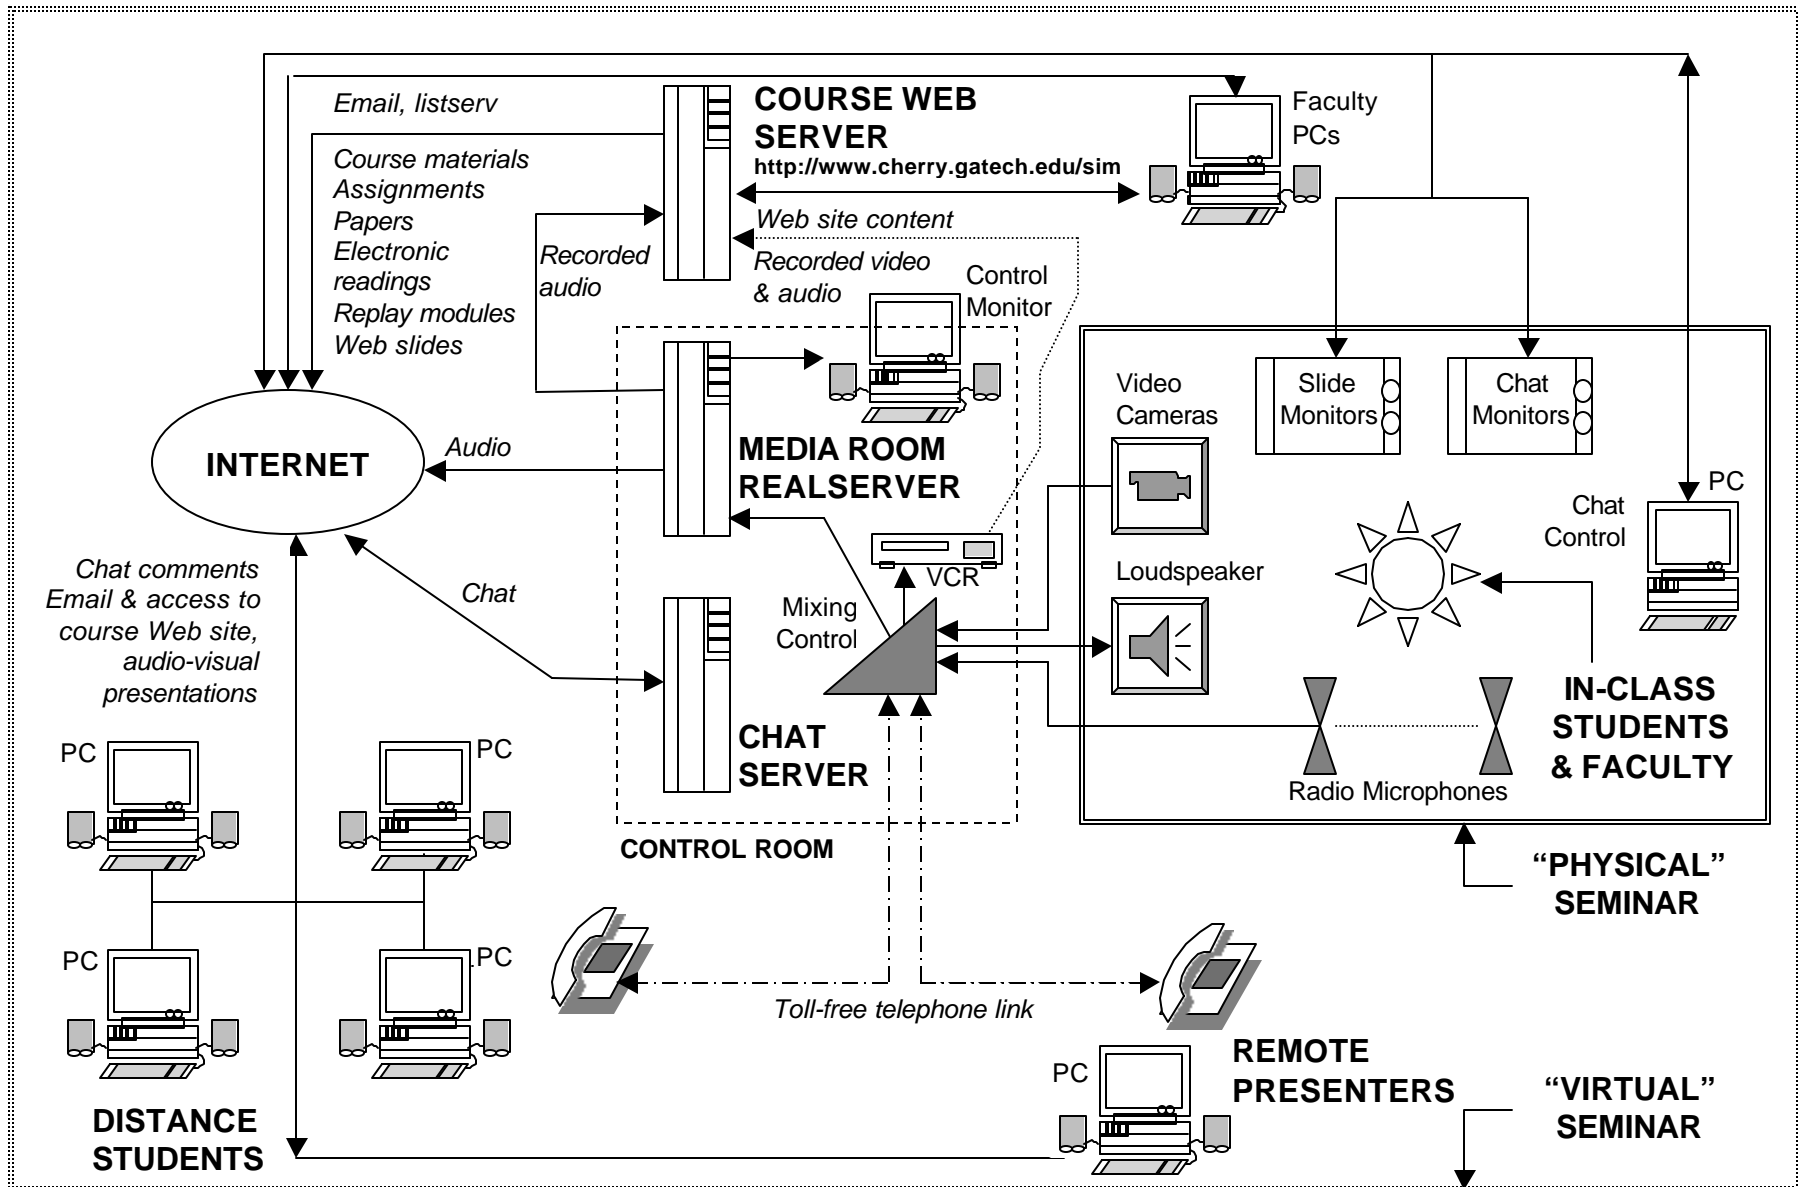 Email, listserv
Course materials
Assignments
Papers
Electronic
readings
Replay modules
Web slides
COURSE WEB
SERVER
http://www.cherry.gatech.edu/sim
Faculty
PCs
Web site content
Recorded video
& audio
Recorded
audio
Control
Monitor
INTERNET
Audio
MEDIA ROOM
REALSERVER
Video
Cameras
Slide
Monitors
Chat
Monitors
PC
Chat
Control
VCR
Loudspeaker
Mixing
Control
Chat
Chat comments
Email & access to
course Web site,
audio-visual
presentations
CHAT
SERVER
IN-CLASS
STUDENTS
& FACULTY
Radio Microphones
CONTROL ROOM
“PHYSICAL”
SEMINAR
PC
PC
PC
PC
Toll-free telephone link
DISTANCE
STUDENTS
PC
REMOTE
PRESENTERS
“VIRTUAL”
SEMINAR